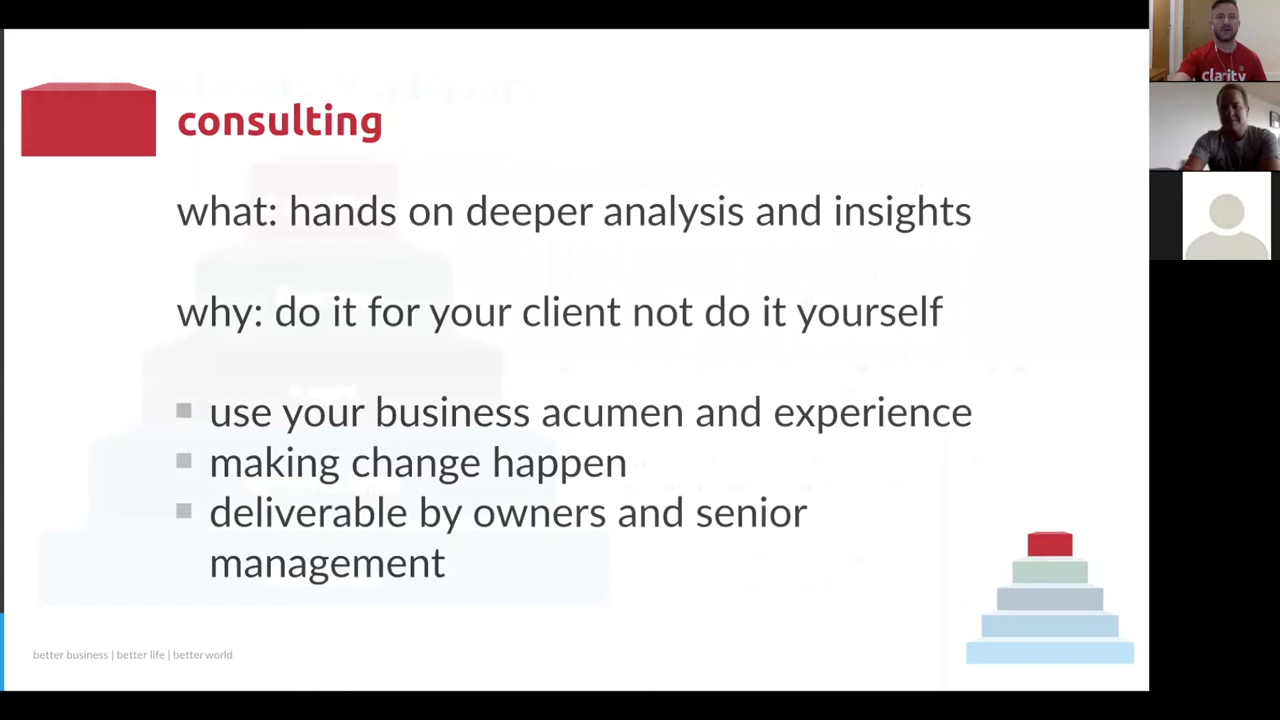 consulting
what: hands on deeper analysis and insights
why: do it for your client not do it yourself
use your business acumen and experience
making change happen
deliverable by owners and senior
management
better business | better life | better world
clarity